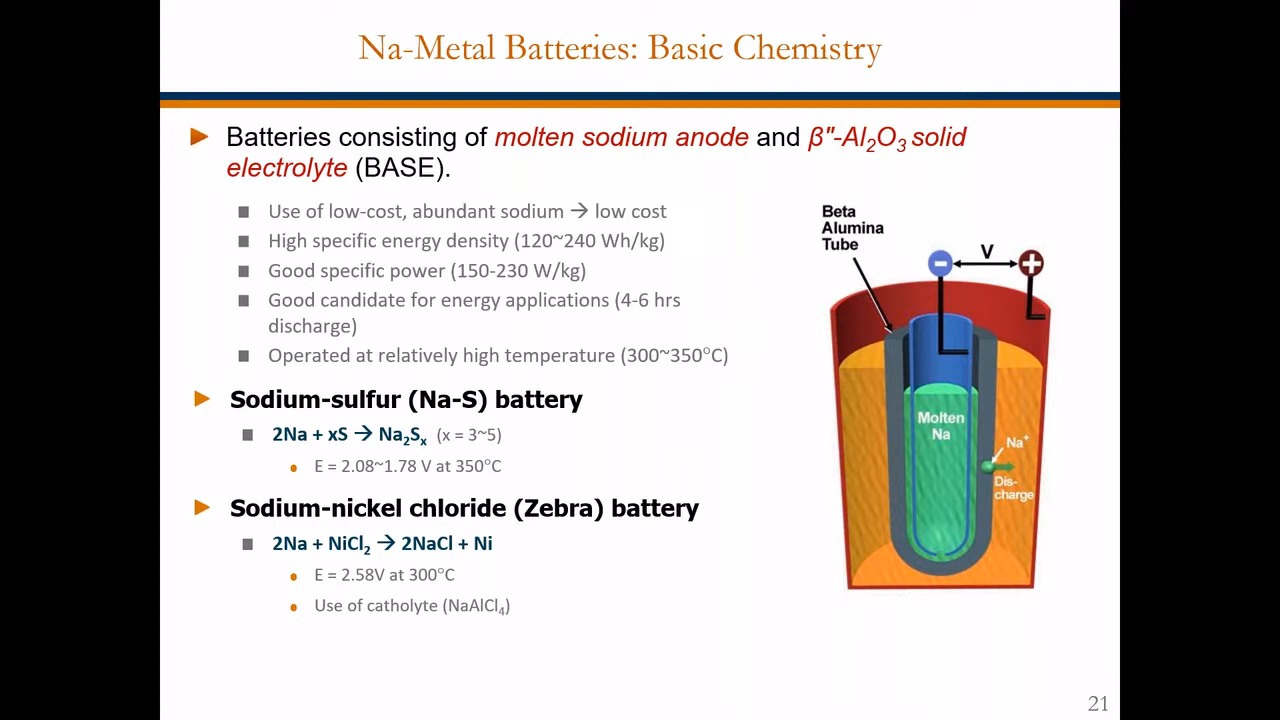 Na-Metal Batteries: Basic Chemistry
Batteries consisting of molten sodium anode and β"-Al₂O₃ solid
electrolyte (BASE).
Use of low-cost, abundant sodium → low cost
High specific energy density (120~240 Wh/kg)
Good specific power (150-230 W/kg)
Good candidate for energy applications (4-6 hrs
discharge)
Operated at relatively high temperature (300~350°C)
Sodium-sulfur (Na-S) battery
2Na + xS → Na₂Sₓ (x = 3~5)
E = 2.08~1.78 V at 350°C
Sodium-nickel chloride (Zebra) battery
2Na + NiCl₂ → 2NaCl + Ni
E = 2.58V at 300°C
Use of catholyte (NaAlCl₄)
Beta
Alumina
Tube
- V +
Molten
Na
Na⁺
Dis-
charge
21